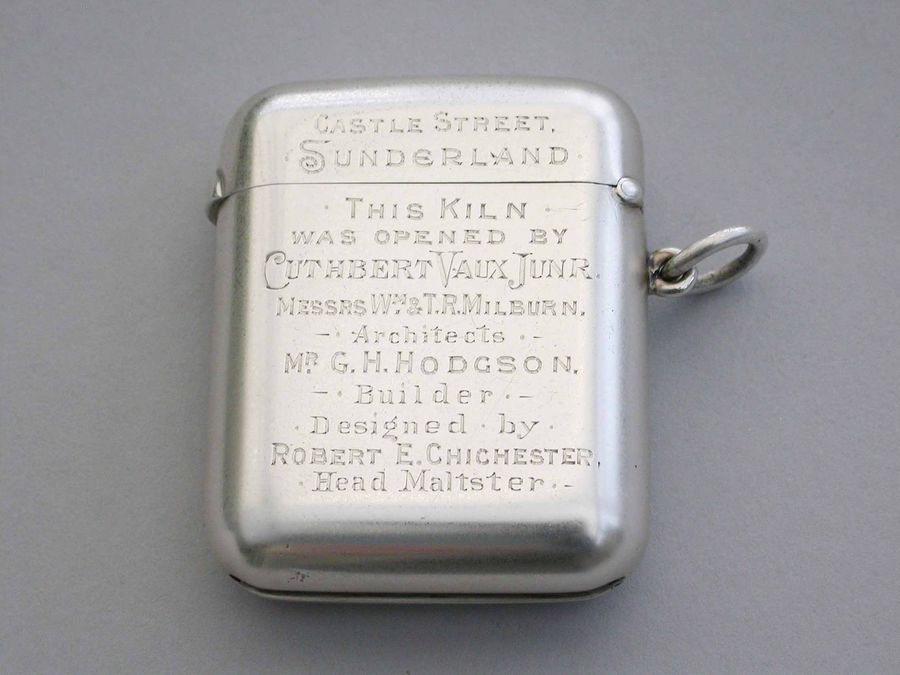 CASTLE STREET.
SUNDERLAND
· THIS KILN ·—
WAS OPENED BY
CUTHBERT VAUX JUNR.
MESSRS WM. & T.R. MILBURN.
— · Architects · —
MR. G. H. HODGSON.
— · Builder · —
· Designed · by ·
ROBERT E. CHICHESTER,
· Head Maltster · —